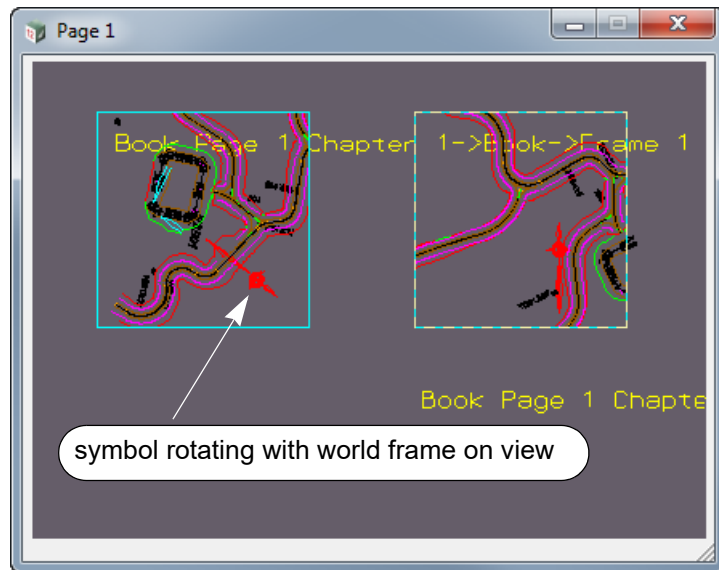 Page 1
Book Page 1 Chapter 1->Book->Frame 1
Book Page 1 Chapte
symbol rotating with world frame on view